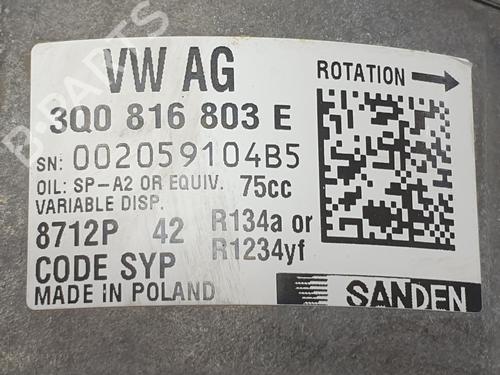 VW AG
ROTATION
3Q0 816 803 E
SN: 002059104B5
OIL: SP-A2 OR EQUIV. 75cc
VARIABLE DISP.
8712P 42 R134a or
R1234yf
CODE SYP
MADE IN POLAND
SANDEN
B-PARTS